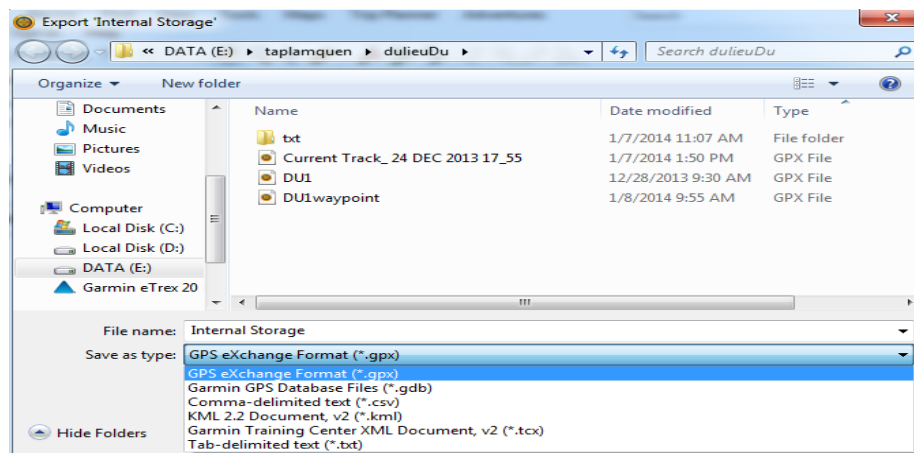 Export 'Internal Storage'
« DATA (E:) ▸ taplamquen ▸ dulieuDu ▸
Search dulieuDu
Organize
New folder
Documents
Music
Pictures
Videos
Computer
Local Disk (C:)
Local Disk (D:)
DATA (E:)
Garmin eTrex 20
Name Date modified Type
txt 1/7/2014 11:07 AM File folder
Current Track_ 24 DEC 2013 17_55 1/7/2014 1:50 PM GPX File
DU1 12/28/2013 9:30 AM GPX File
DU1waypoint 1/8/2014 9:55 AM GPX File
File name: Internal Storage
Save as type: GPS eXchange Format (*.gpx)
GPS eXchange Format (*.gpx)
Garmin GPS Database Files (*.gdb)
Comma-delimited text (*.csv)
KML 2.2 Document, v2 (*.kml)
Garmin Training Center XML Document, v2 (*.tcx)
Tab-delimited text (*.txt)
Hide Folders